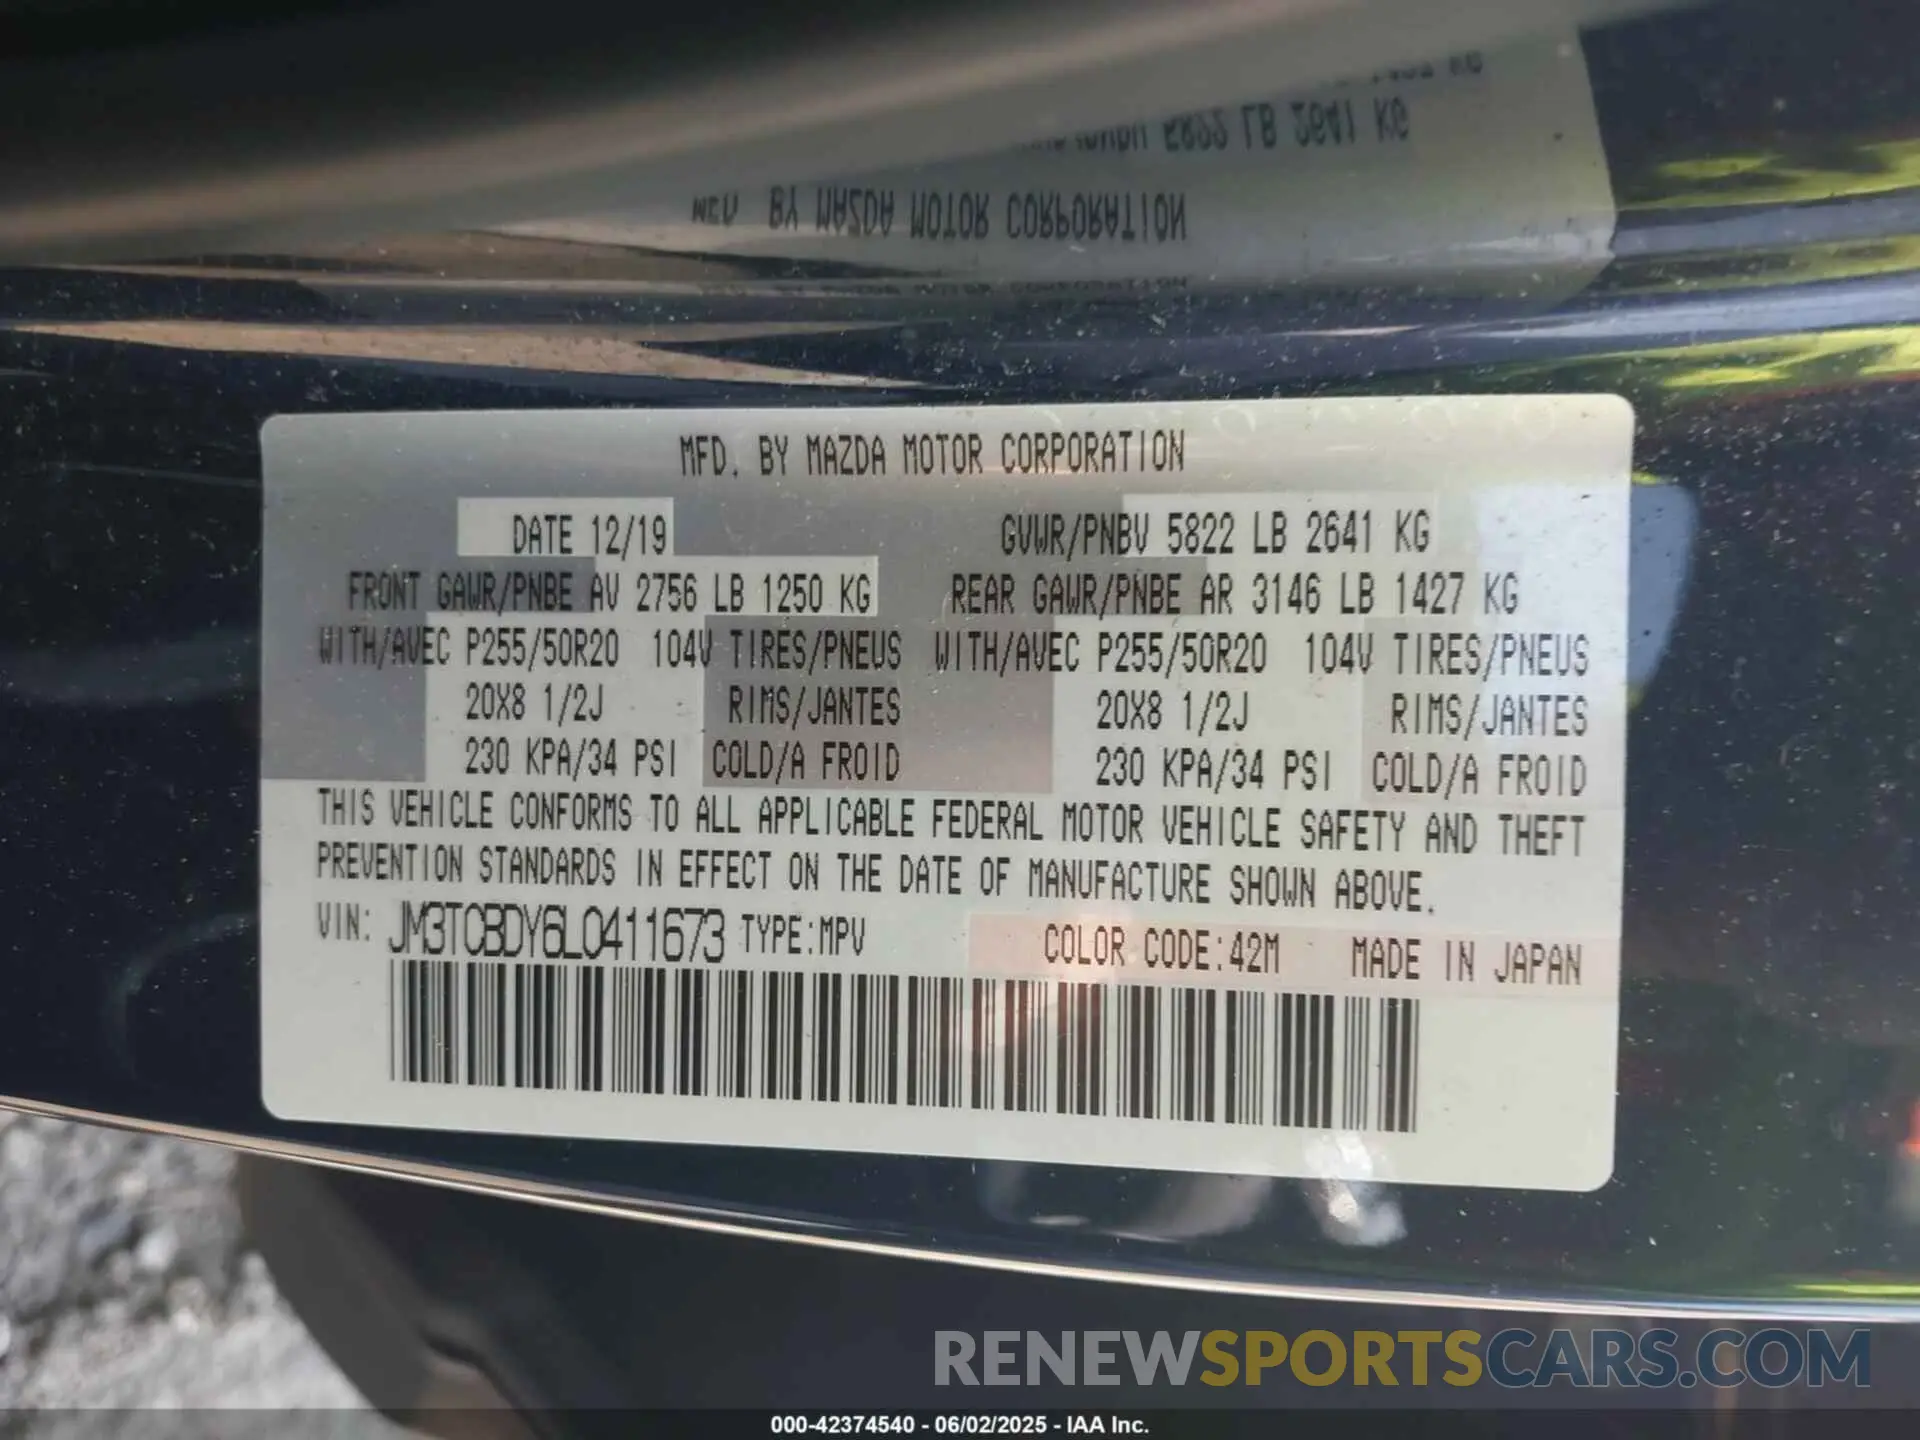 MFD. BY MAZDA MOTOR CORPORATION
DATE 12/19 GVWR/PNBV 5822 LB 2641 KG
FRONT GAWR/PNBE AV 2756 LB 1250 KG REAR GAWR/PNBE AR 3146 LB 1427 KG
WITH/AVEC P255/50R20 104V TIRES/PNEUS WITH/AVEC P255/50R20 104V TIRES/PNEUS
20X8 1/2J RIMS/JANTES 20X8 1/2J RIMS/JANTES
230 KPA/34 PSI COLD/A FROID 230 KPA/34 PSI COLD/A FROID
THIS VEHICLE CONFORMS TO ALL APPLICABLE FEDERAL MOTOR VEHICLE SAFETY AND THEFT
PREVENTION STANDARDS IN EFFECT ON THE DATE OF MANUFACTURE SHOWN ABOVE.
VIN: JM3TCBDY6L0411673 TYPE:MPV COLOR CODE:42M MADE IN JAPAN
RENEWSPORTSCARS.COM
000-42374540 - 06/02/2025 - IAA Inc.